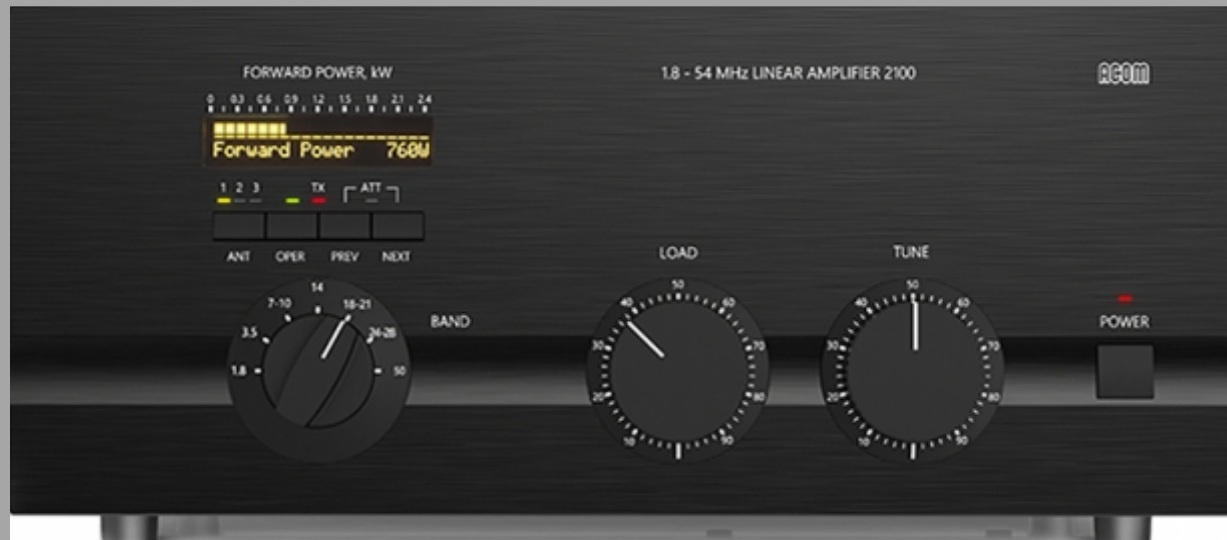 FORWARD POWER, kW
1.8 - 54 MHz LINEAR AMPLIFIER 2100
ACOM
0 0.3 0.6 0.9 1.2 1.5 1.8 2.1 2.4
Forward Power 760W
1 2 3 TX ATT
ANT OPER PREV NEXT
LOAD
TUNE
BAND
1.8 3.5 7-10 14 18-21 24-28 50
10 20 30 40 50 60 70 80 90
10 20 30 40 50 60 70 80 90
POWER